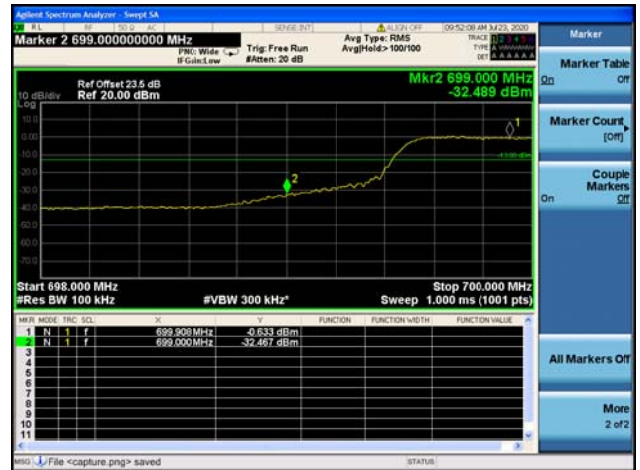 Agilent Spectrum Analyzer - Swept SA
RL RF 50 Ω AC SENSE:INT ALIGN OFF 09:52:08 AM Jul 23, 2020
Marker 2 699.000000000 MHz
PNO: Wide
IFGain:Low
Trig: Free Run
#Atten: 20 dB
Avg Type: RMS
Avg|Hold:> 100/100
TRACE 1 2 3 4 5 6
TYPE
DET A A A A A A
Ref Offset 23.5 dB
Ref 20.00 dBm
Mkr2 699.000 MHz
-32.489 dBm
10 dB/div
Log
10.0
0.00
-10.0
-20.0
-30.0
-40.0
-50.0
-60.0
-70.0
1
-13.00 dBm
2
Start 698.000 MHz
Stop 700.000 MHz
#Res BW 100 kHz
#VBW 300 kHz*
Sweep 1.000 ms (1001 pts)
MKR MODE TRC SCL X Y FUNCTION FUNCTION WIDTH FUNCTION VALUE
1 N 1 f 699.908 MHz -0.633 dBm
2 N 1 f 699.000 MHz -32.467 dBm
3
4
5
6
7
8
9
10
11
MSG File <capture.png> saved
STATUS
Marker
Marker Table
On Off
Marker Count
[Off]
Couple
Markers
On Off
All Markers Off
More
2 of 2